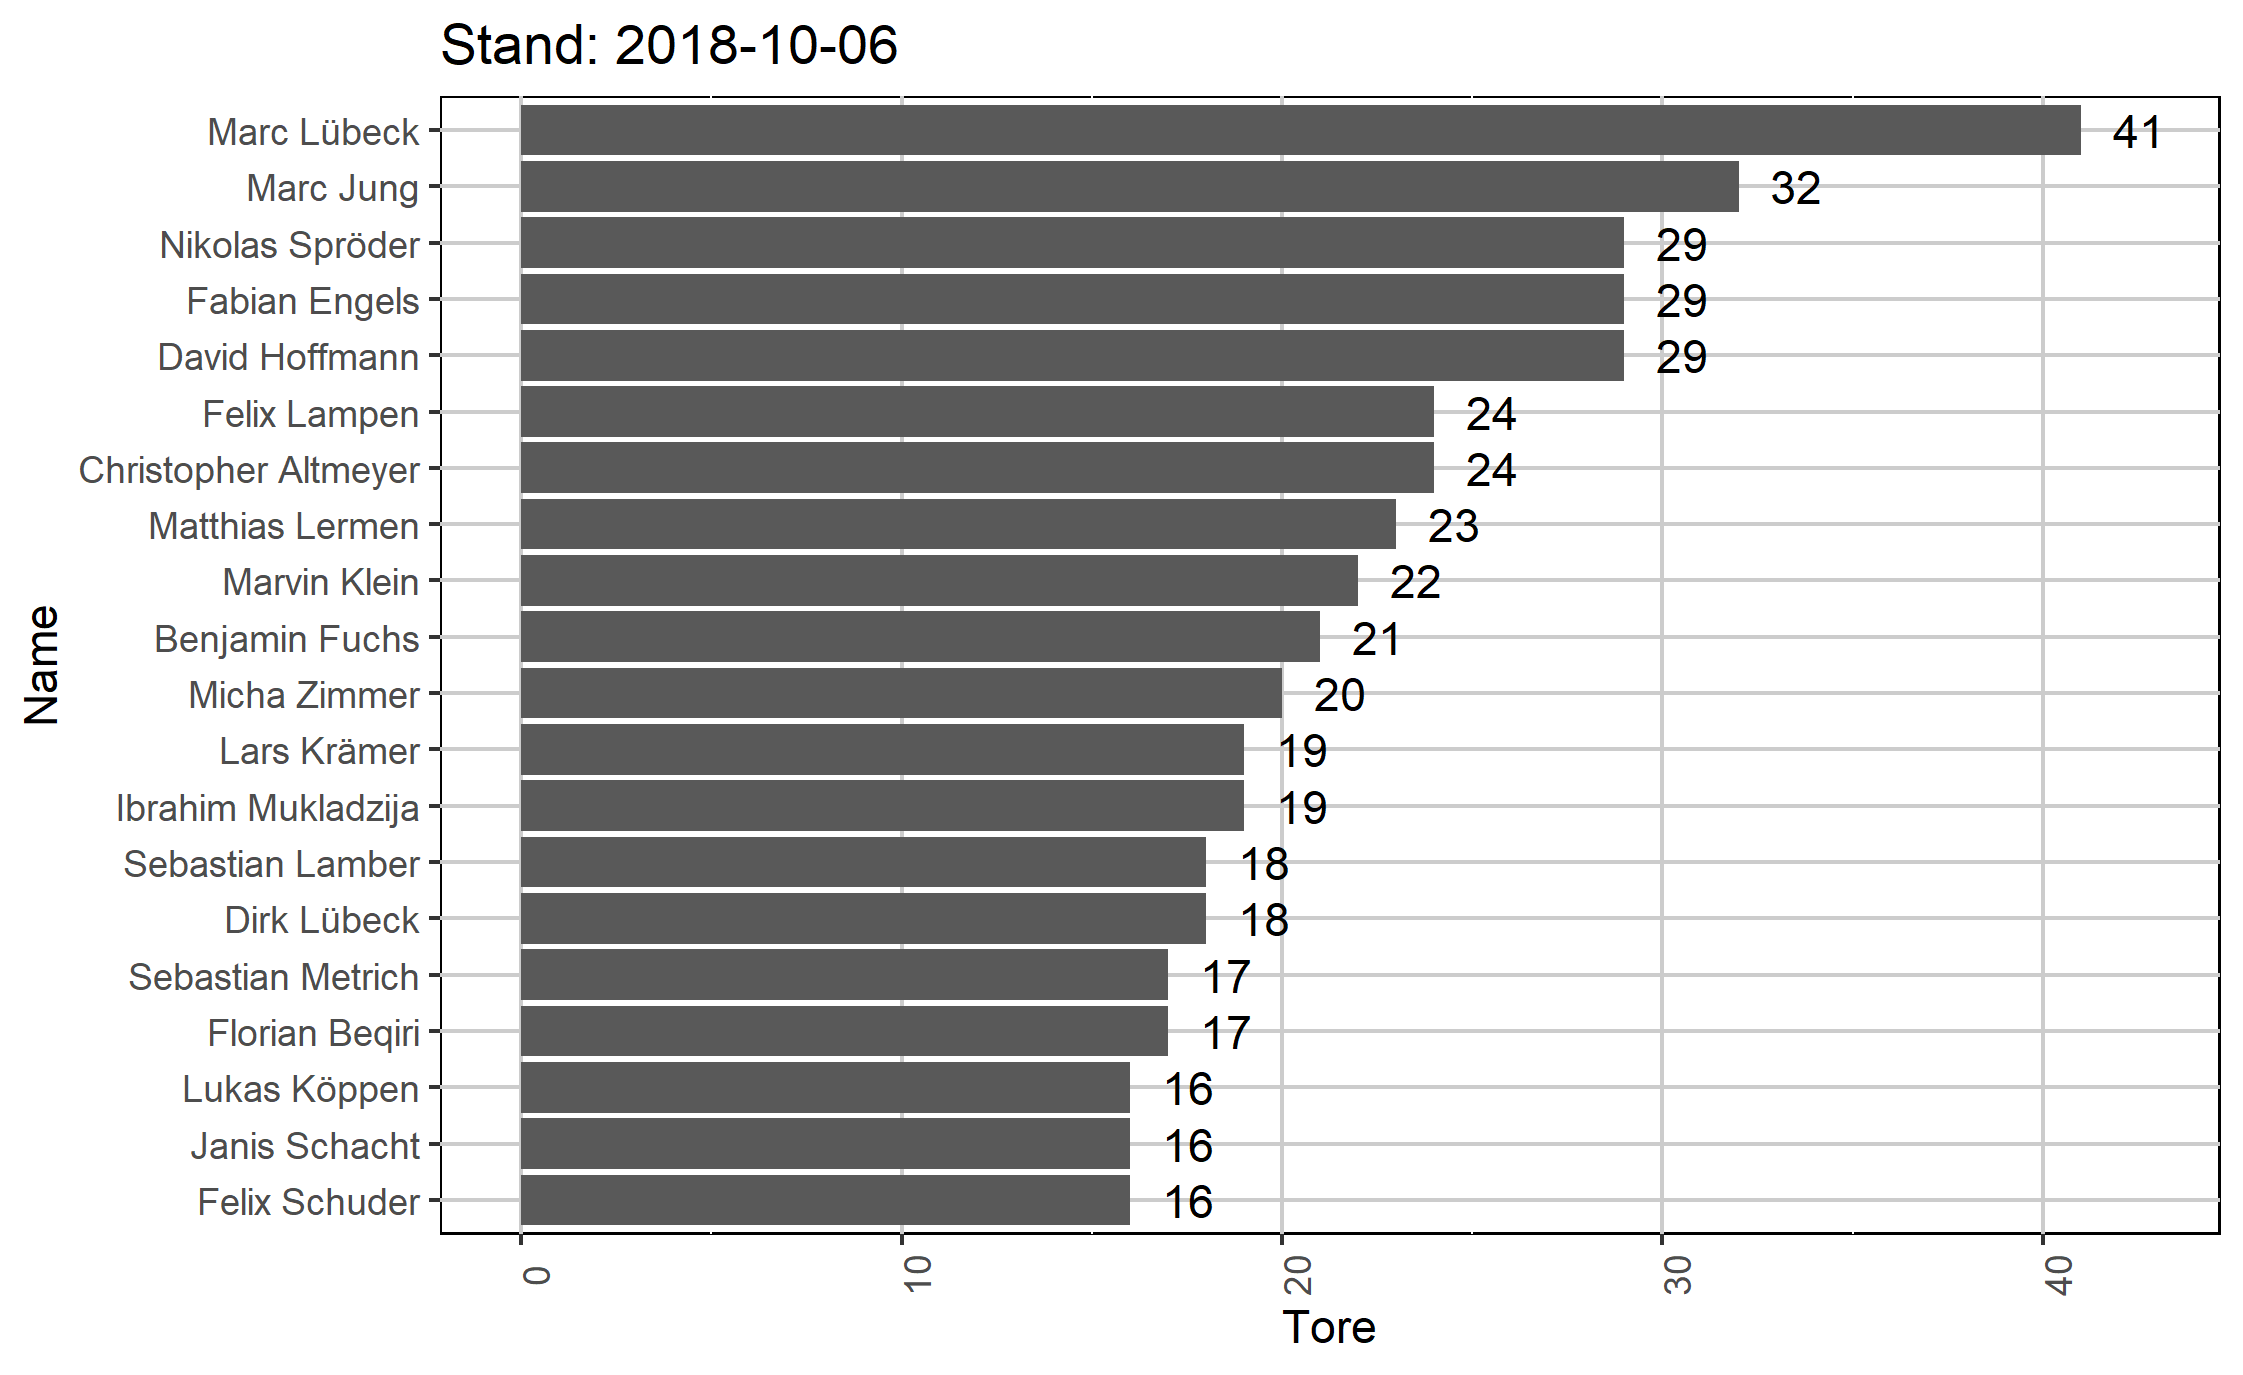 Stand: 2018-10-06
Name
Marc Lübeck 41
Marc Jung 32
Nikolas Spröder 29
Fabian Engels 29
David Hoffmann 29
Felix Lampen 24
Christopher Altmeyer 24
Matthias Lermen 23
Marvin Klein 22
Benjamin Fuchs 21
Micha Zimmer 20
Lars Krämer 19
Ibrahim Mukladzija 19
Sebastian Lamber 18
Dirk Lübeck 18
Sebastian Metrich 17
Florian Beqiri 17
Lukas Köppen 16
Janis Schacht 16
Felix Schuder 16
0 10 20 30 40
Tore